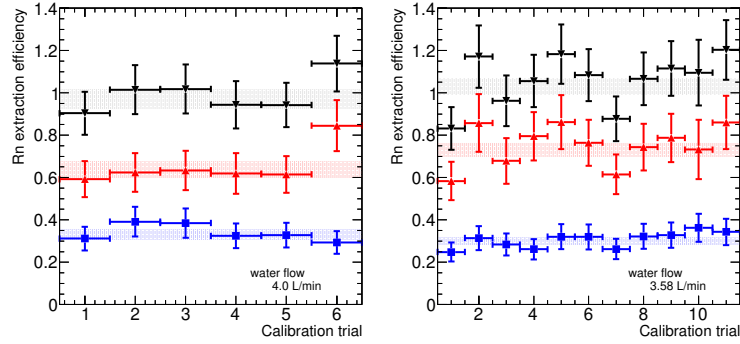 Rn extraction efficiency
1.4
1.2
1
0.8
0.6
0.4
0.2
0
water flow
4.0 L/min
1 2 3 4 5 6
Calibration trial
Rn extraction efficiency
1.4
1.2
1
0.8
0.6
0.4
0.2
0
water flow
3.58 L/min
2 4 6 8 10
Calibration trial